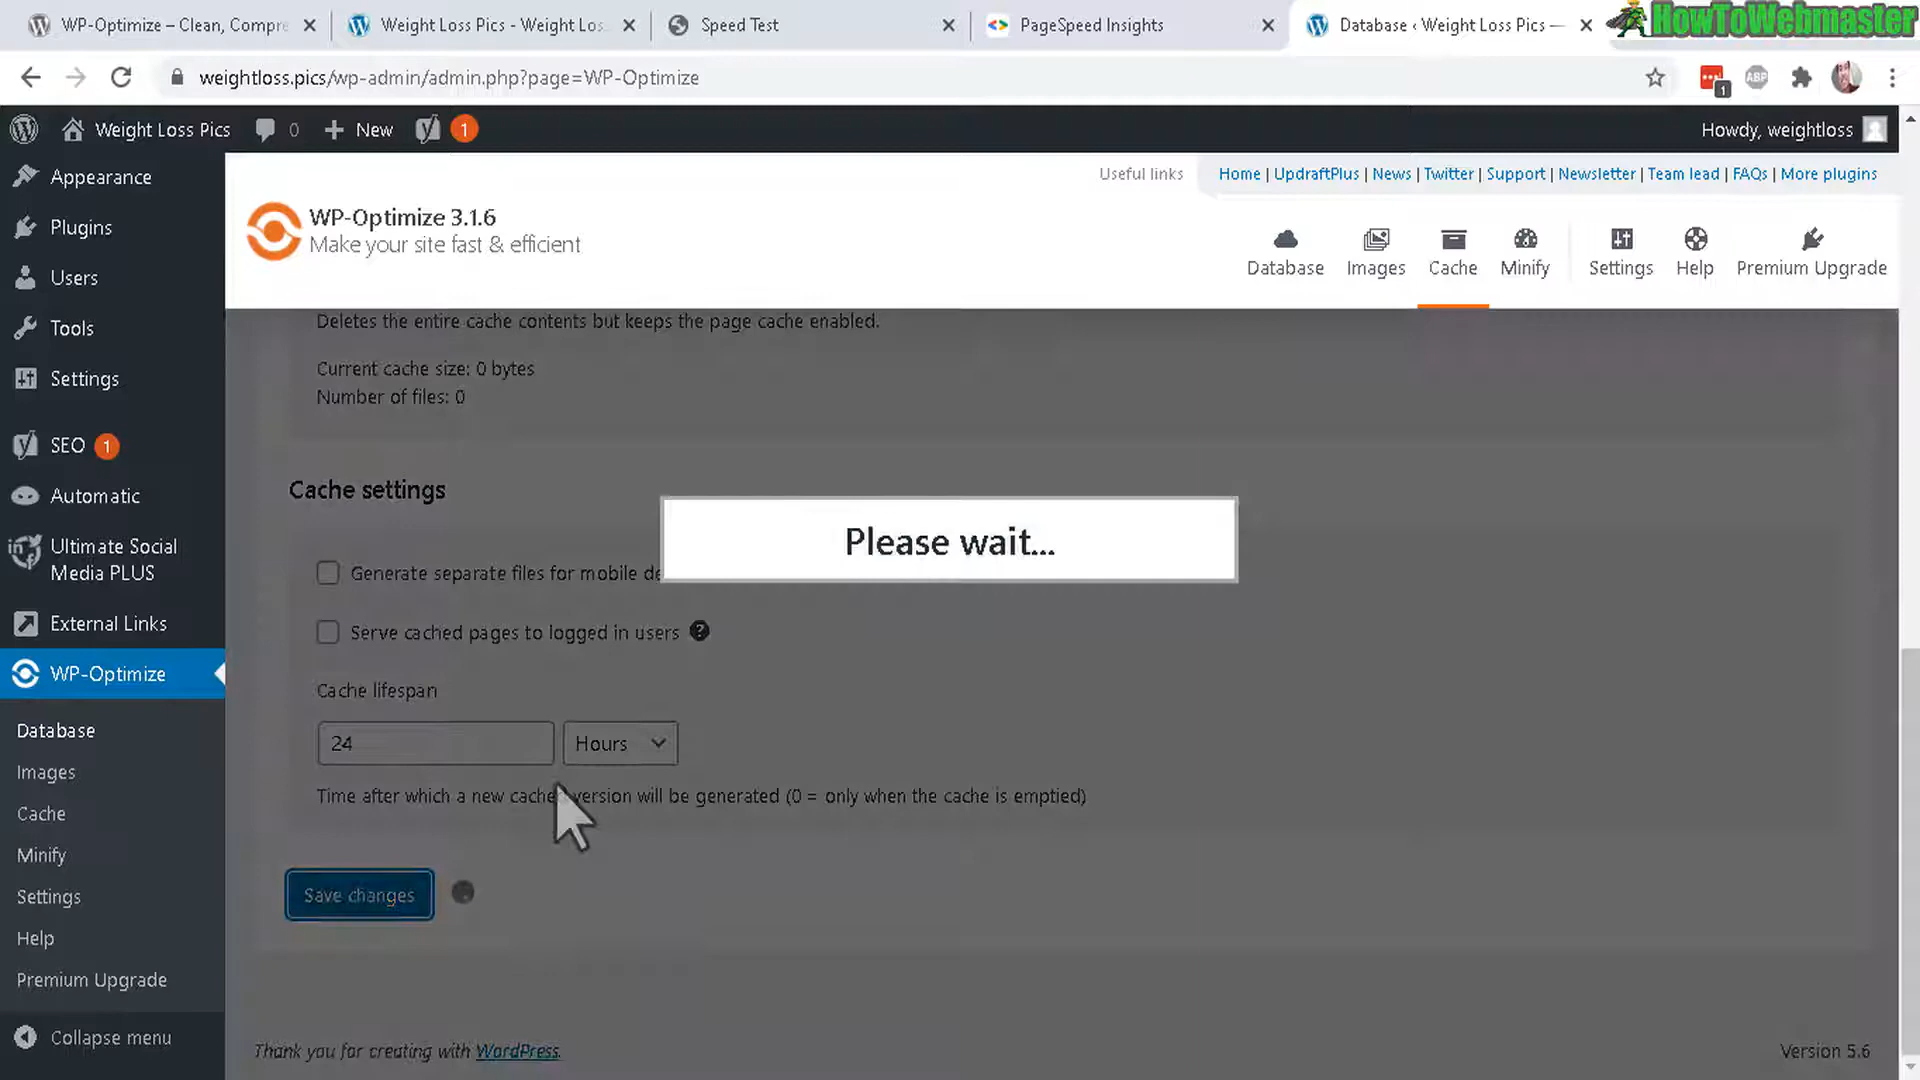 WP-Optimize – Clean, Compre
Weight Loss Pics - Weight Los
Speed Test
PageSpeed Insights
Database ‹ Weight Loss Pics —
HowToWebmaster
weightloss.pics/wp-admin/admin.php?page=WP-Optimize
1
ABP
Weight Loss Pics
0
New
1
Howdy, weightloss
Appearance
Plugins
Users
Tools
Settings
SEO 1
Automatic
Ultimate Social
Media PLUS
External Links
WP-Optimize
Database
Images
Cache
Minify
Settings
Help
Premium Upgrade
Collapse menu
Useful links
Home | UpdraftPlus | News | Twitter | Support | Newsletter | Team lead | FAQs | More plugins
WP-Optimize 3.1.6
Make your site fast & efficient
Database
Images
Cache
Minify
Settings
Help
Premium Upgrade
Deletes the entire cache contents but keeps the page cache enabled.
Current cache size: 0 bytes
Number of files: 0
Cache settings
Please wait...
Generate separate files for mobile de
Serve cached pages to logged in users ?
Cache lifespan
24
Hours
Time after which a new cached version will be generated (0 = only when the cache is emptied)
Save changes
Thank you for creating with WordPress.
Version 5.6